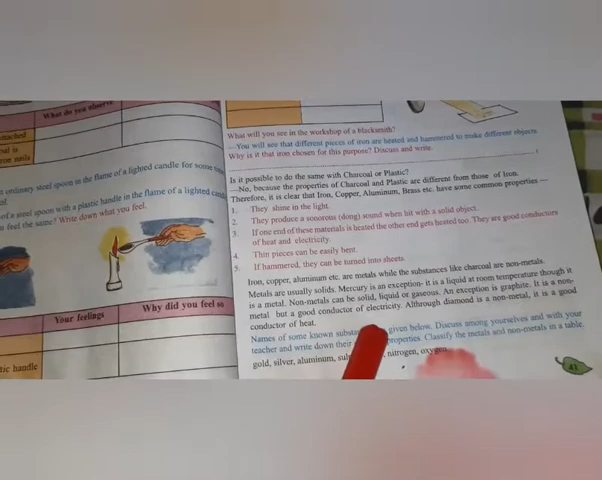 What do you observe
attached
al is
ron nails
ordinary steel spoon in the flame of a lighted candle for some
of a steel spoon with a plastic handle in the flame of a lighted
feel the same? Write down what you feel.
Your feelings
Why did you feel so
tic handle
What will you see in the workshop of a blacksmith?
—You will see that different pieces of iron are heated and hammered to make different objects.
Why is it that iron chosen for this purpose? Discuss and write.
Is it possible to do the same with Charcoal or Plastic?
—No, because the properties of Charcoal and Plastic are different from those of Iron.
Therefore, it is clear that Iron, Copper, Aluminum, Brass etc. have some common properties —
1. They shine in the light.
2. They produce a sonorous (dong) sound when hit with a solid object.
3. If one end of these materials is heated the other end gets heated too. They are good conductors
of heat and electricity.
4. Thin pieces can be easily bent.
5. If hammered, they can be turned into sheets.
Iron, copper, aluminum etc. are metals while the substances like charcoal are non-metals.
Metals are usually solids. Mercury is an exception- it is a liquid at room temperature though it
is a metal. Non-metals can be solid, liquid or gaseous. An exception is graphite. It is a non-
metal but a good conductor of electricity. Although diamond is a non-metal, it is a good
conductor of heat.
Names of some known substan given below. Discuss among yourselves and with your
teacher and write down their properties. Classify the metals and non-metals in a table.
gold, silver, aluminum, sul , nitrogen, oxygen
41